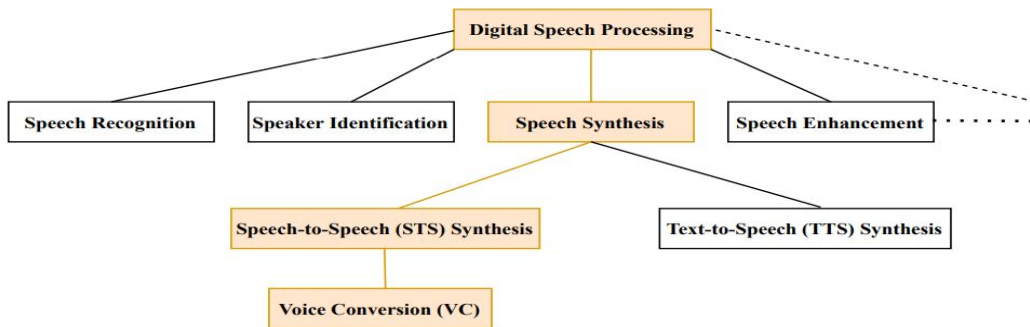 Digital Speech Processing
Speech Recognition
Speaker Identification
Speech Synthesis
Speech Enhancement
Speech-to-Speech (STS) Synthesis
Text-to-Speech (TTS) Synthesis
Voice Conversion (VC)